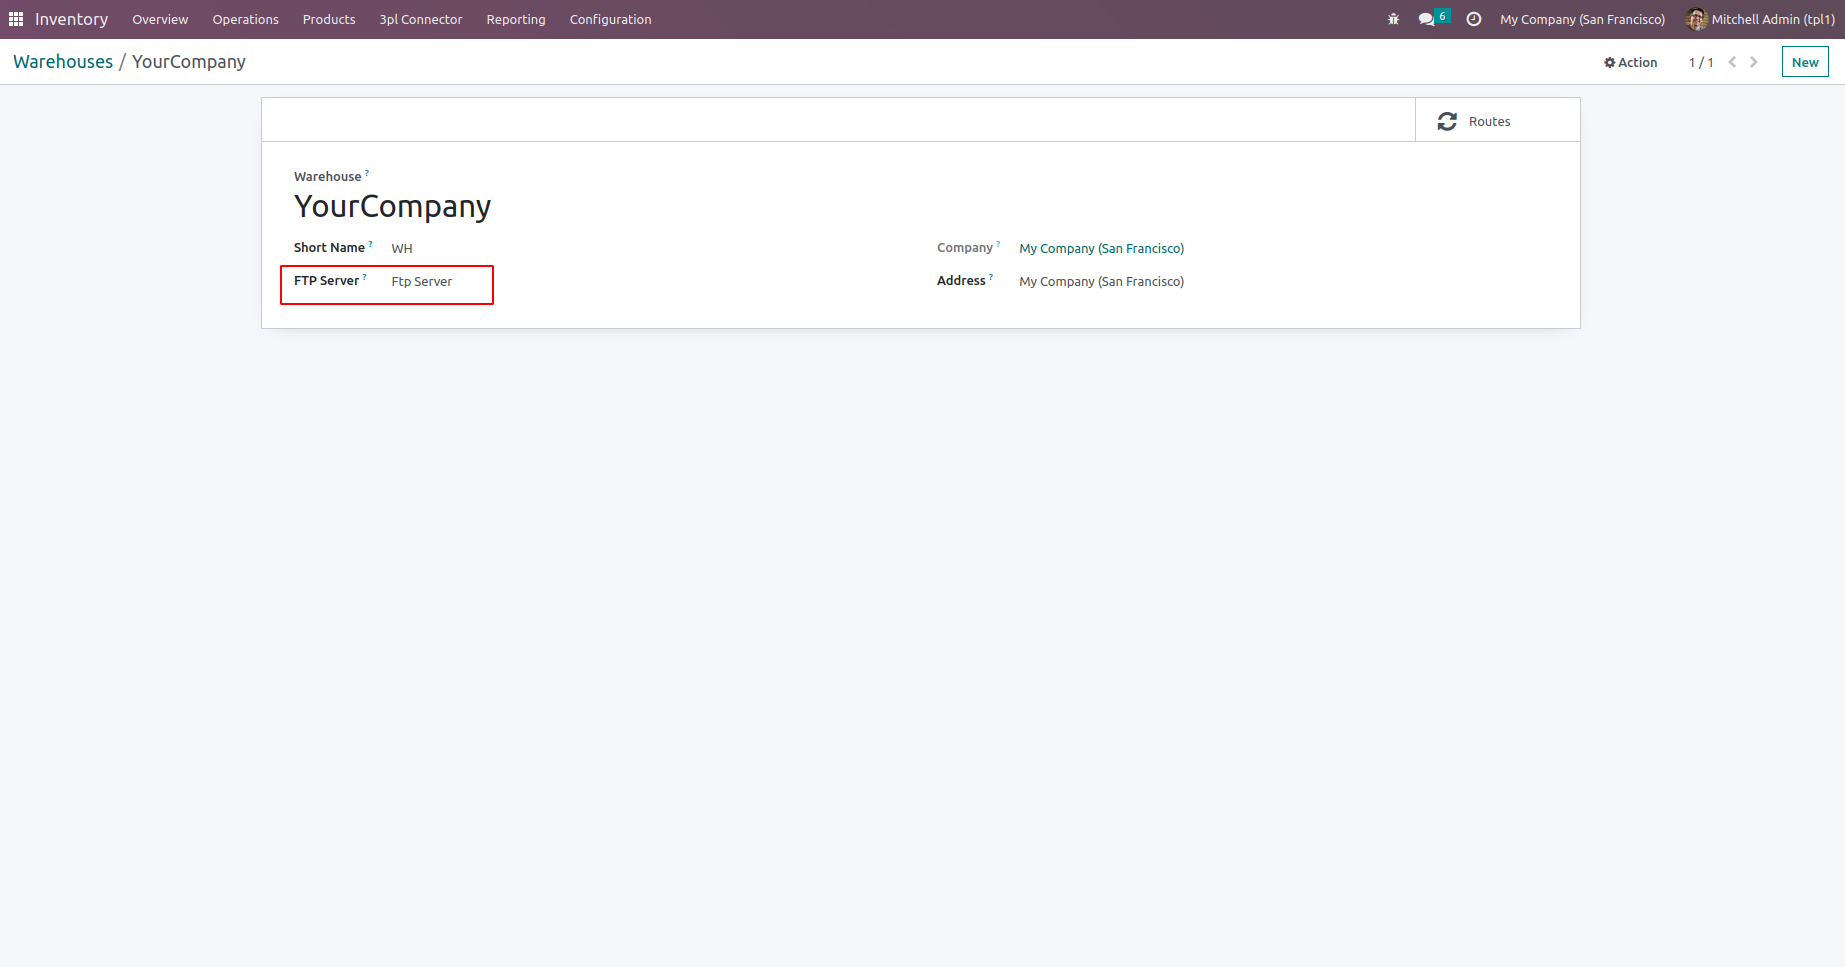 Inventory Overview Operations Products 3pl Connector Reporting Configuration 6 My Company (San Francisco) Mitchell Admin (tpl1)
Warehouses / YourCompany Action 1 / 1 New
Routes
Warehouse ?
YourCompany
Short Name ? WH Company ? My Company (San Francisco)
FTP Server ? Ftp Server Address ? My Company (San Francisco)